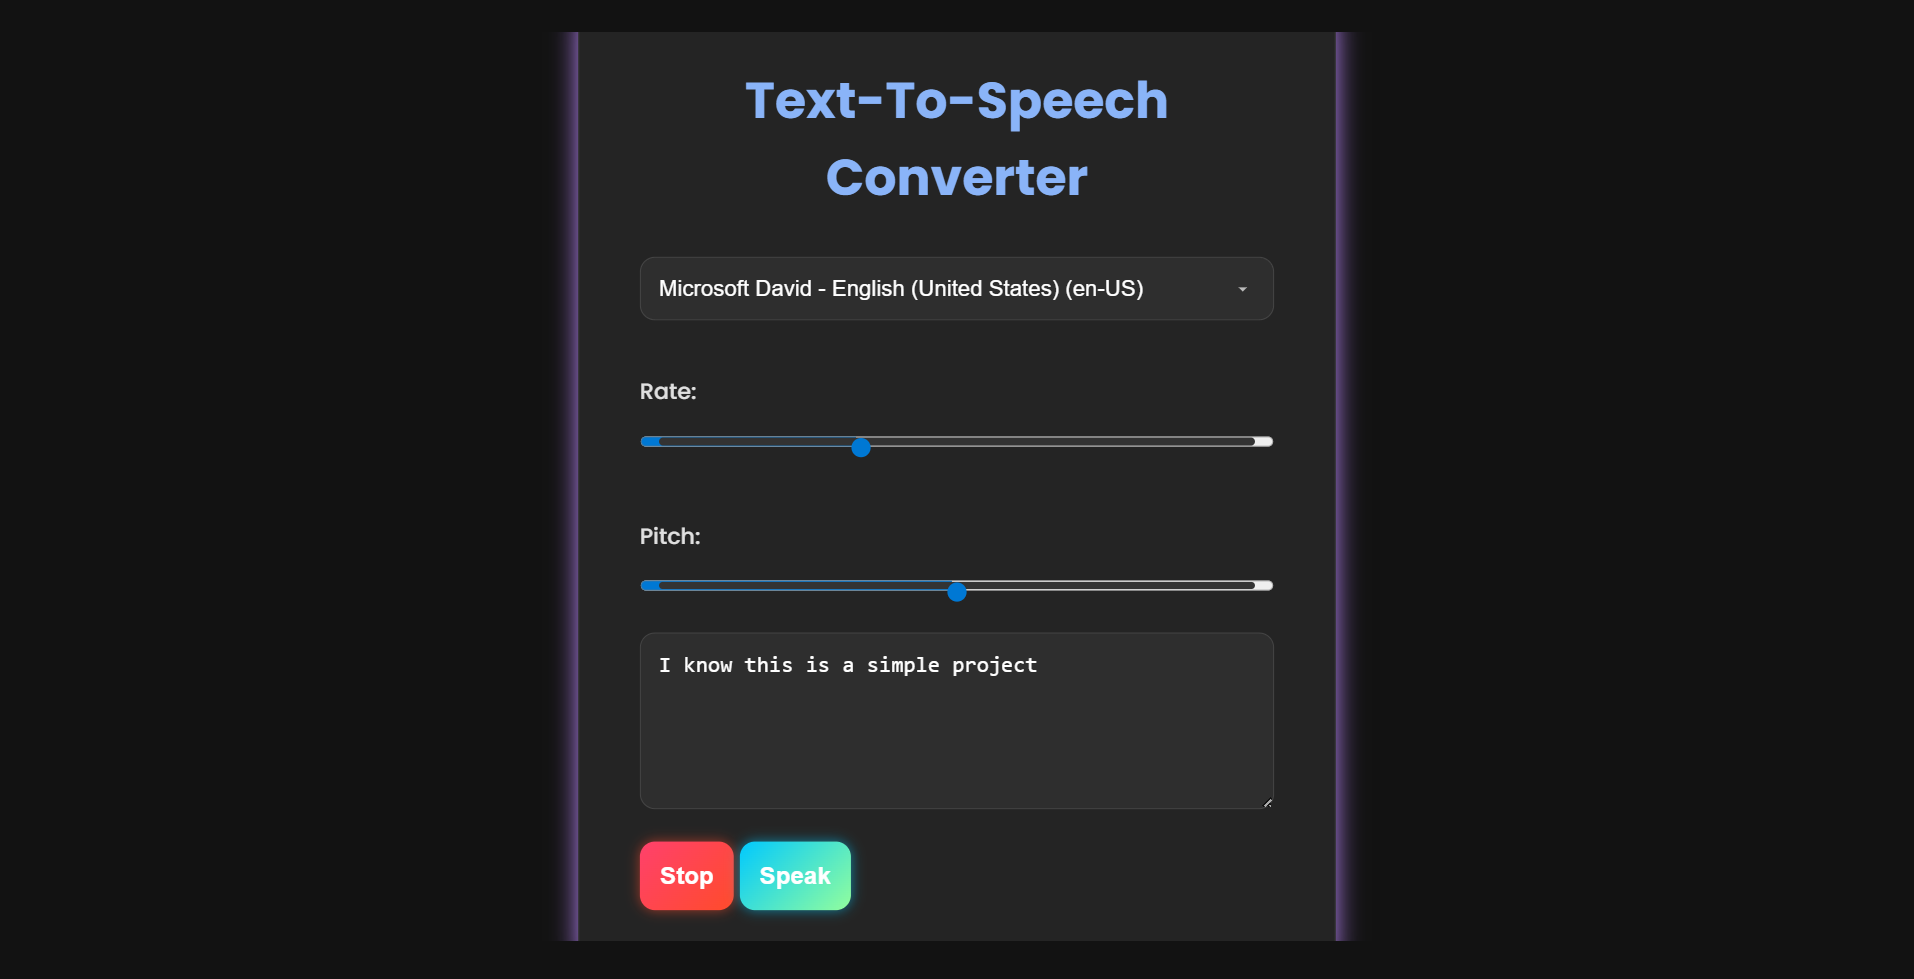 Text-To-Speech
Converter
Microsoft David - English (United States) (en-US)
Rate:
Pitch:
I know this is a simple project
Stop Speak